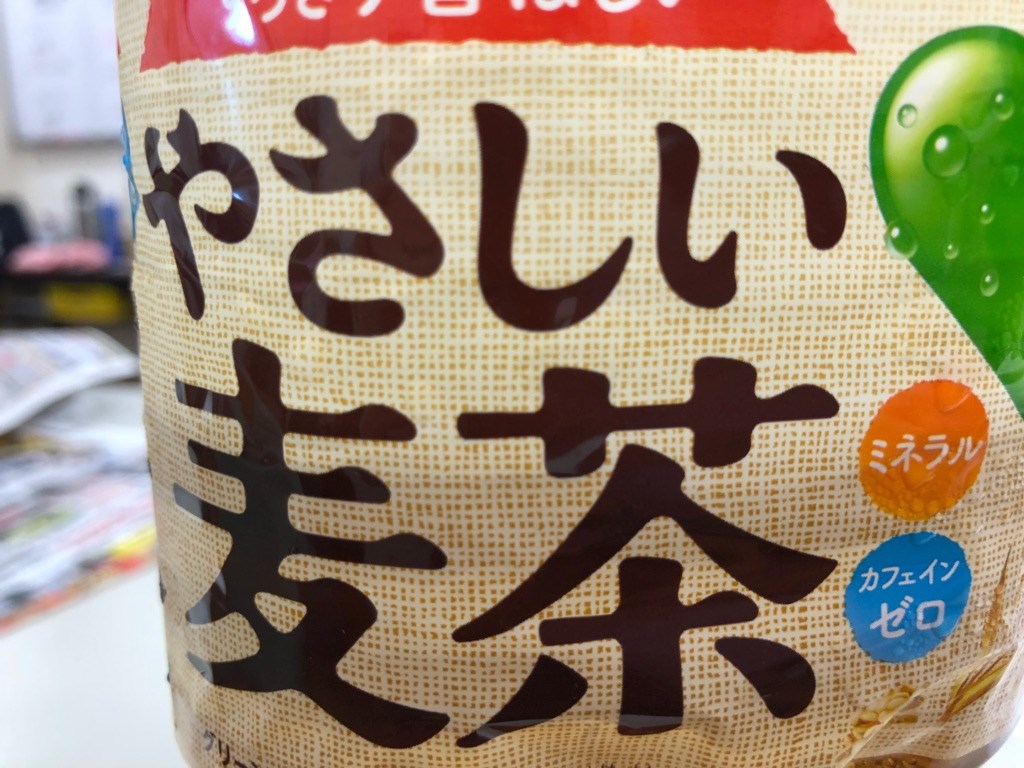 やさしい
麦茶
ミネラル
カフェイン
ゼロ